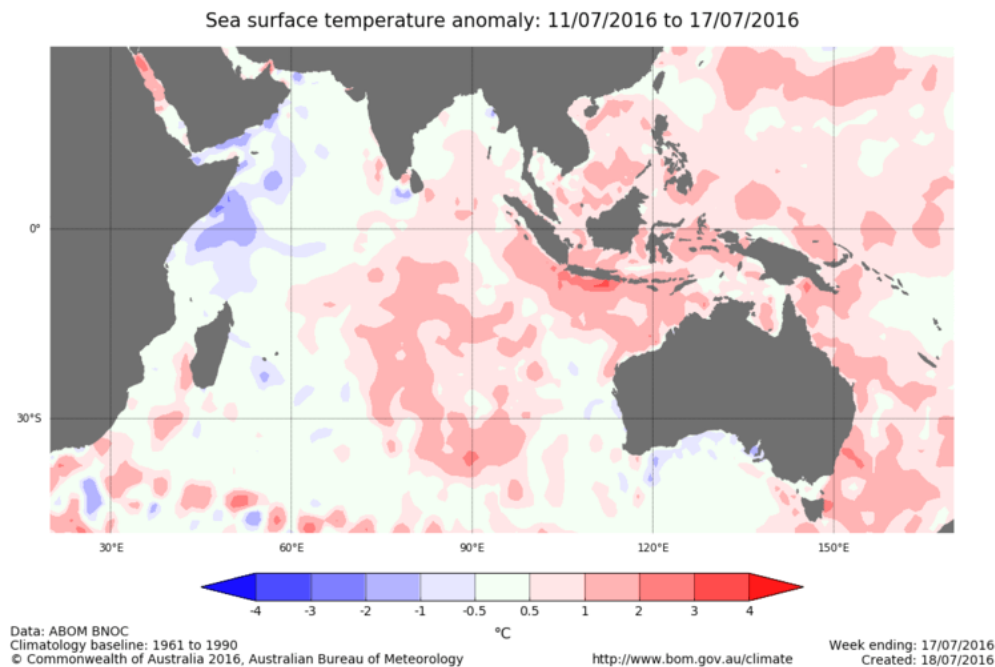 Sea surface temperature anomaly: 11/07/2016 to 17/07/2016
0°
30°S
30°E 60°E 90°E 120°E 150°E
-4 -3 -2 -1 -0.5 0.5 1 2 3 4
°C
Data: ABOM BNOC
Climatology baseline: 1961 to 1990
© Commonwealth of Australia 2016, Australian Bureau of Meteorology
http://www.bom.gov.au/climate
Week ending: 17/07/2016
Created: 18/07/2016